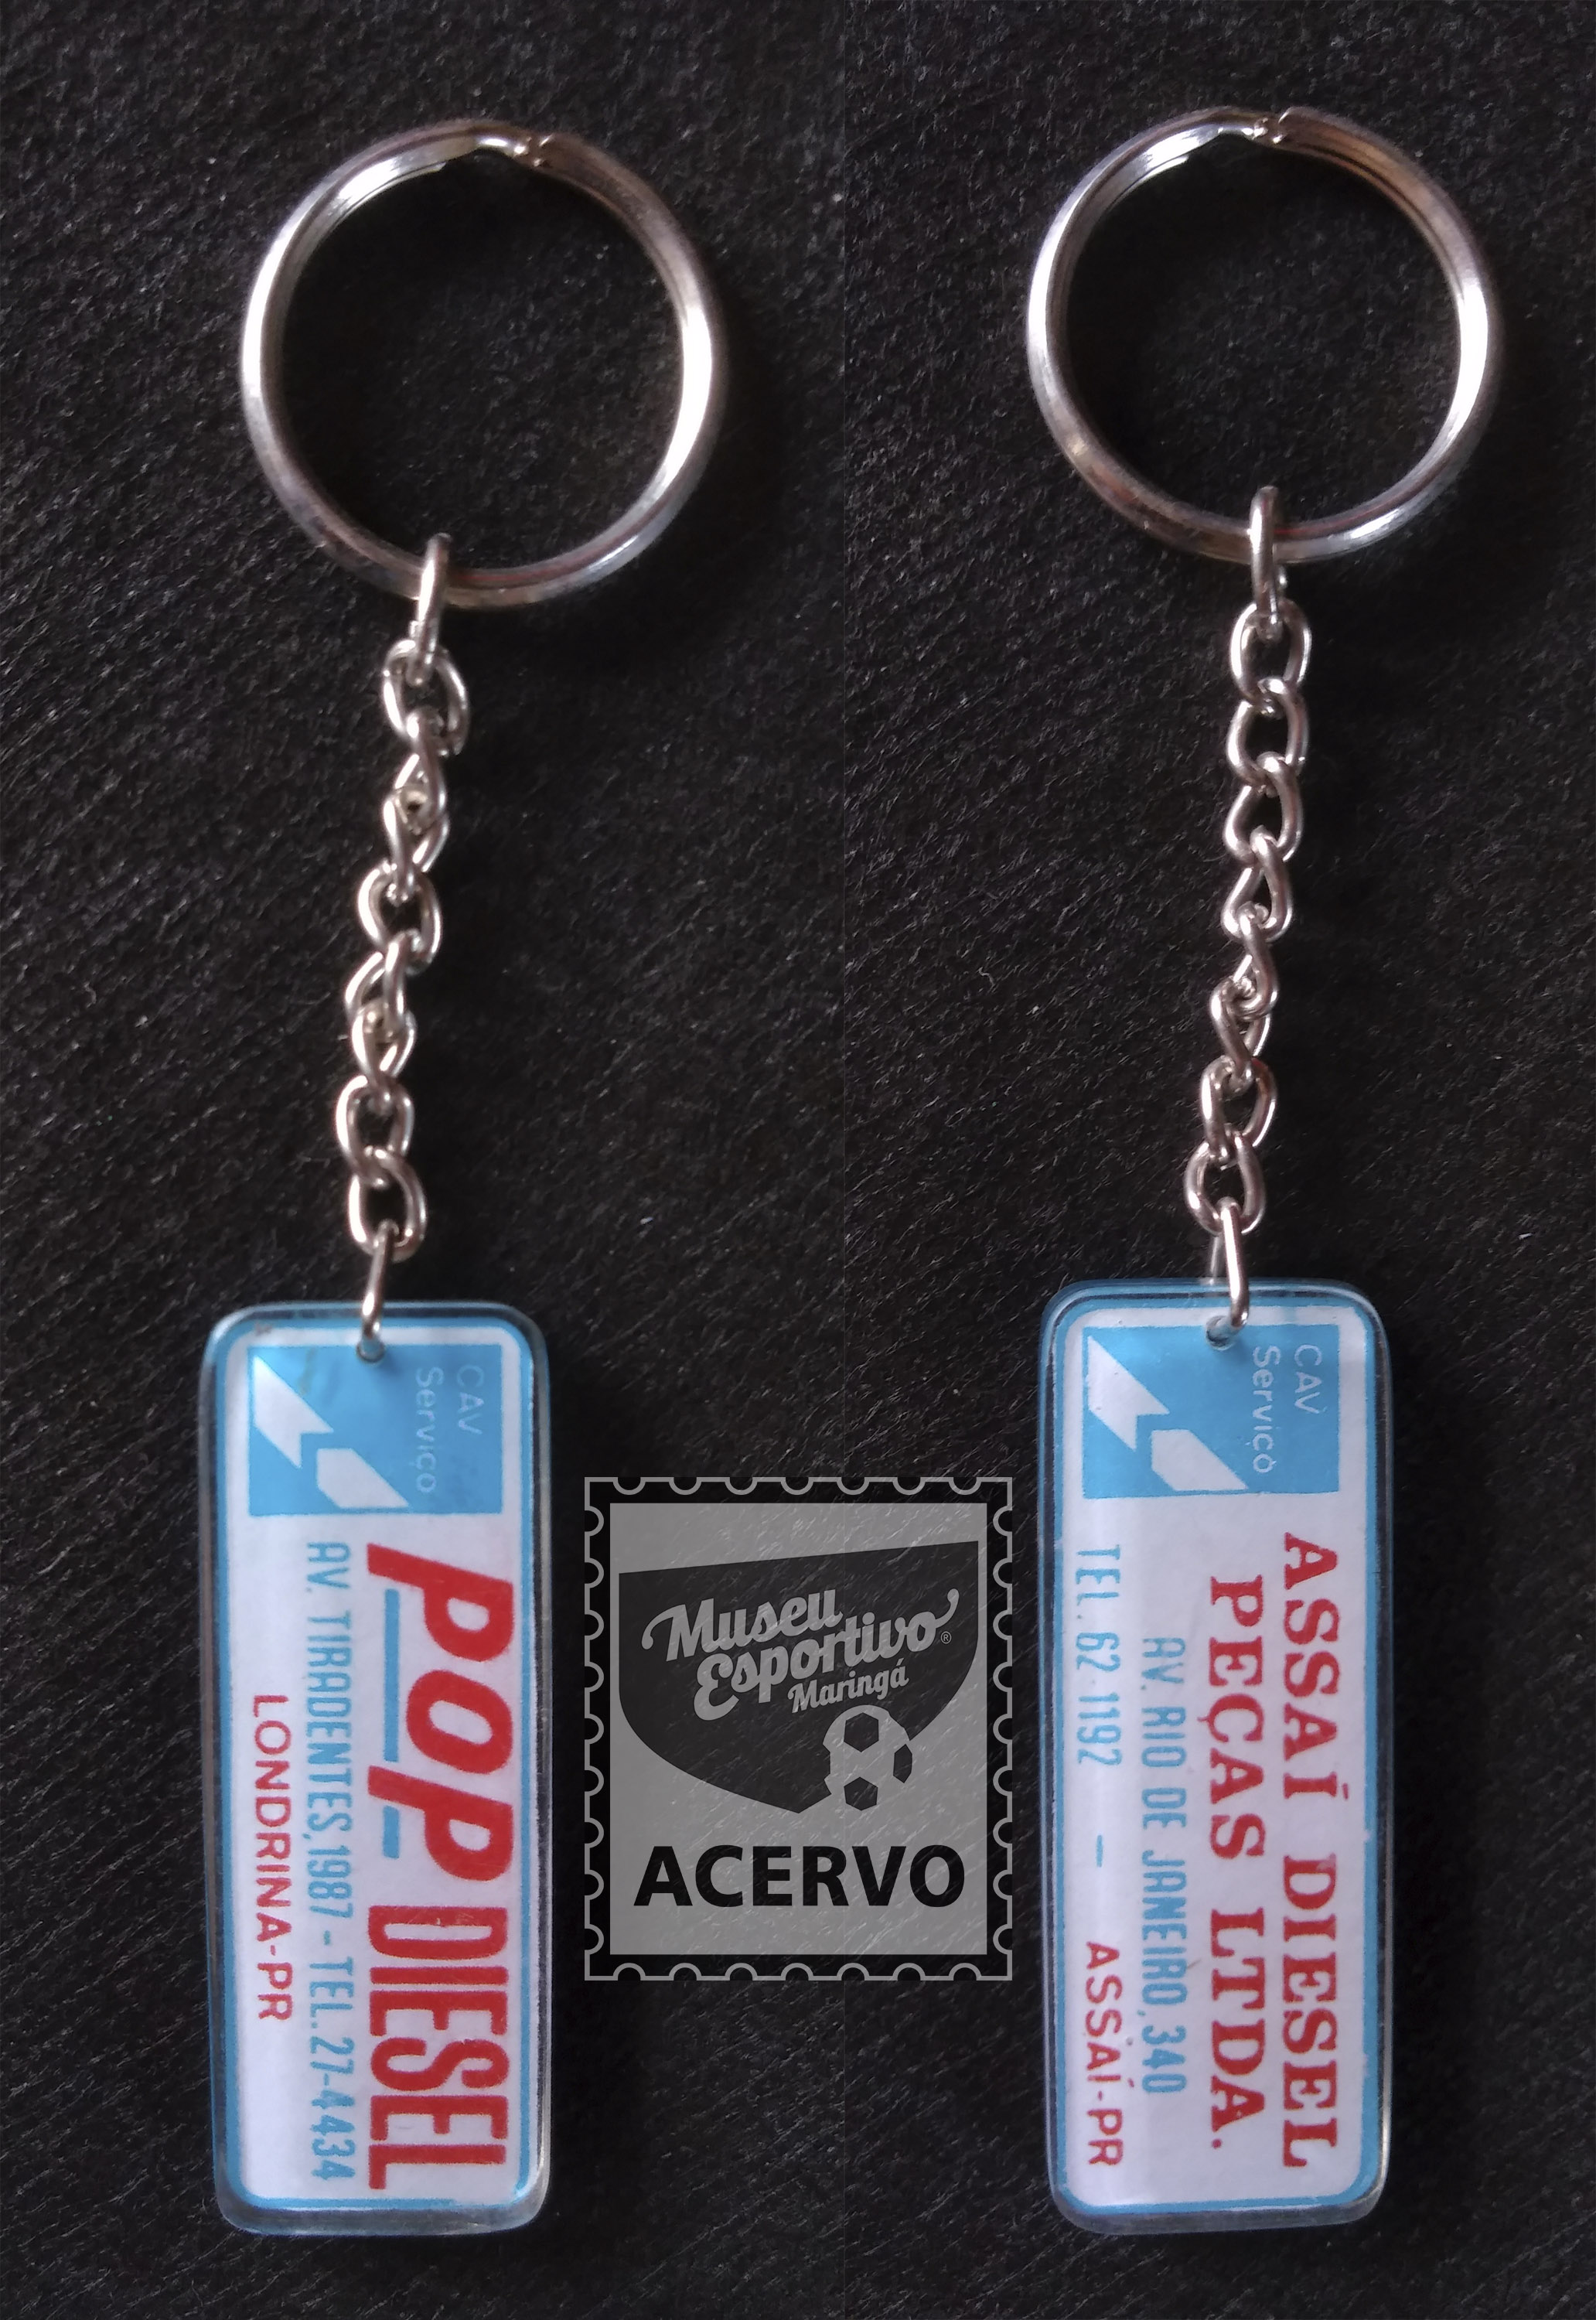 CAV
Serviço
POP DIESEL
AV. TIRADENTES, 1987 - TEL. 27-4434
LONDRINA-PR
Museu
Esportivo®
Maringá
ACERVO
CAV
Serviço
ASSAÍ DIESEL
PEÇAS LTDA.
AV. RIO DE JANEIRO, 340
TEL. 62-1192 — ASSAÍ-PR